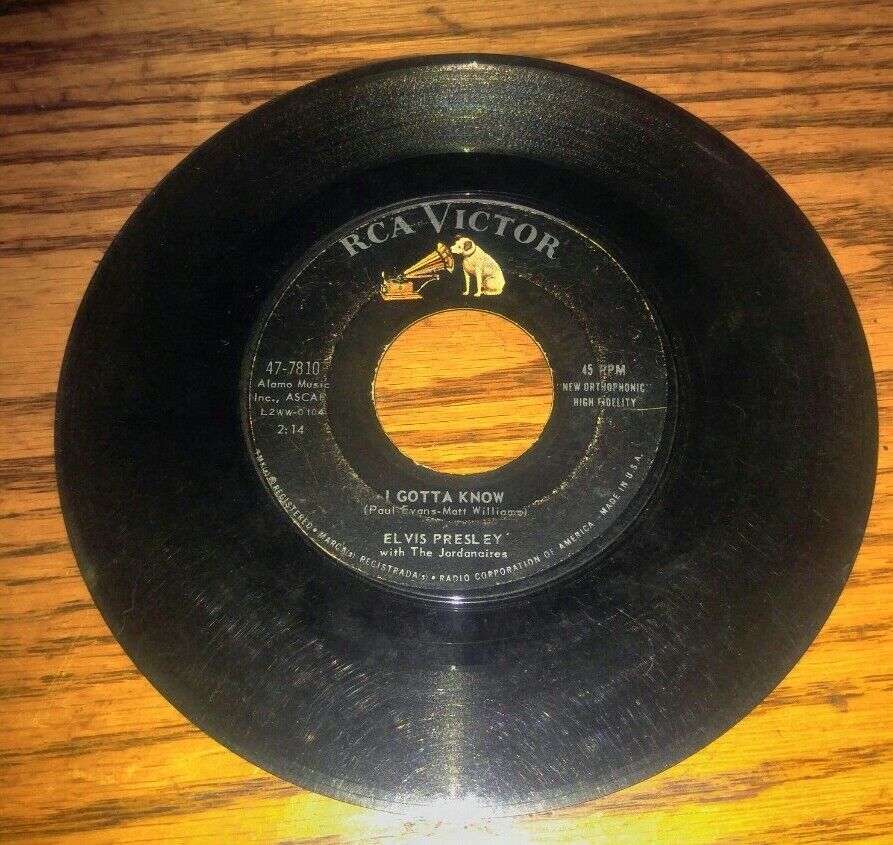 RCA VICTOR
47-7810
Alamo Music
Inc., ASCAP
L2WW-0104
2:14
45 RPM
"NEW ORTHOPHONIC"
HIGH FIDELITY
I GOTTA KNOW
(Paul Evans-Matt Williams)
ELVIS PRESLEY
with The Jordanaires
TMK(s) ® REGISTERED • MARCA(s) REGISTRADA(s) • RADIO CORPORATION OF AMERICA. MADE IN U.S.A.